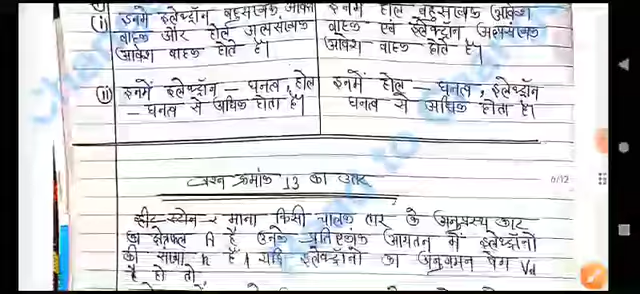 (i) इनमें इलेक्ट्रॉन बहुसंख्यक आवेश इनमें होल बहुसंख्यक आवेश
वाहक और होल अल्पसंख्यक वाहक एवं इलेक्ट्रॉन अल्पसंख्यक
आवेश वाहक होते है। आवेश वाहक होते है।
(ii) इनमें इलेक्ट्रॉन - घनत्व, होल इनमें होल - घनत्व, इलेक्ट्रॉन
- घनत्व से अधिक होता है। घनत्व से अधिक होता है।
प्रश्न क्रमांक 13 का उत्तर
6/12
माना किसी चालक तार के अनुप्रस्थ काट
का क्षेत्रफल A है उनके प्रति एकांक आयतन में इलेक्ट्रॉनों
की संख्या n है। यदि इलेक्ट्रॉनों का अनुगमन वेग Vd
है हो तो